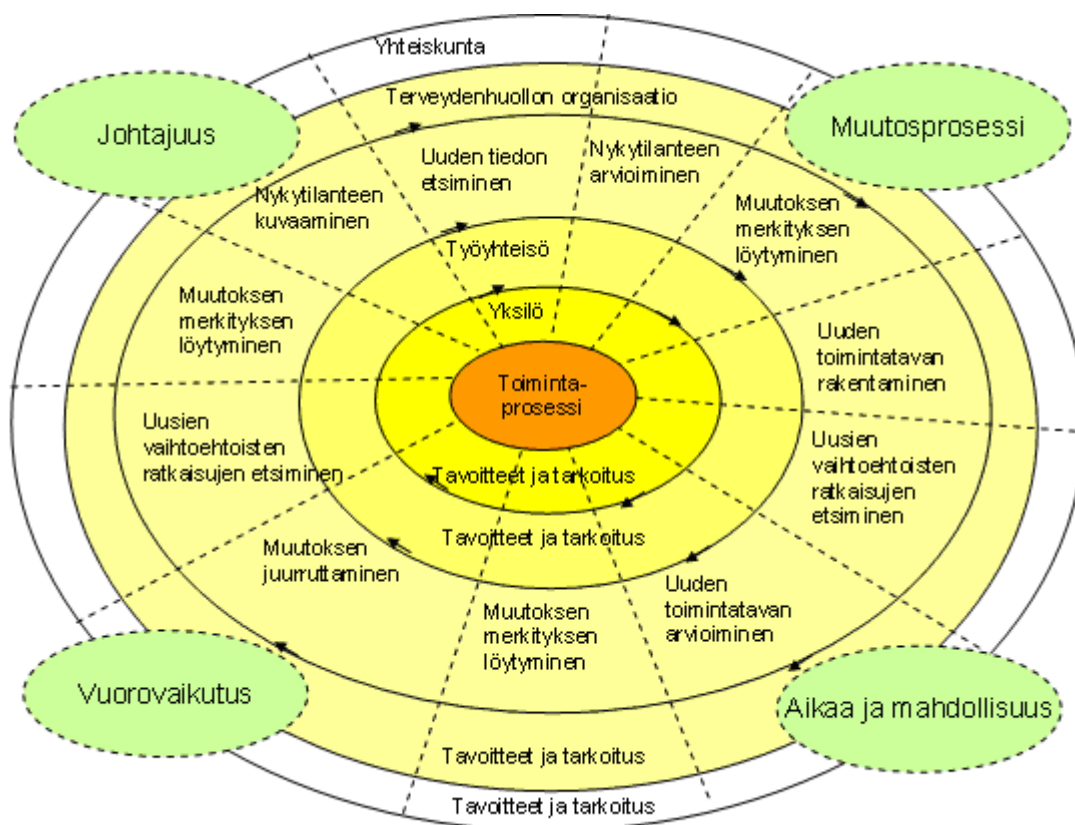 Yhteiskunta
Terveydenhuollon organisaatio
Johtajuus
Muutosprosessi
Uuden tiedon
etsiminen
Nykytilanteen
arvioiminen
Nykytilanteen
kuvaaminen
Muutoksen
merkityksen
löytyminen
Työyhteisö
Muutoksen
merkityksen
löytyminen
Yksilö
Uuden
toimintatavan
rakentaminen
Toiminta-
prosessi
Uusien
vaihtoehtoisten
ratkaisujen etsiminen
Uusien
vaihtoehtoisten
ratkaisujen
etsiminen
Tavoitteet ja tarkoitus
Tavoitteet ja tarkoitus
Muutoksen
juurruttaminen
Muutoksen
merkityksen
löytyminen
Uuden
toimintatavan
arvioiminen
Vuorovaikutus
Aikaa ja mahdollisuus
Tavoitteet ja tarkoitus
Tavoitteet ja tarkoitus